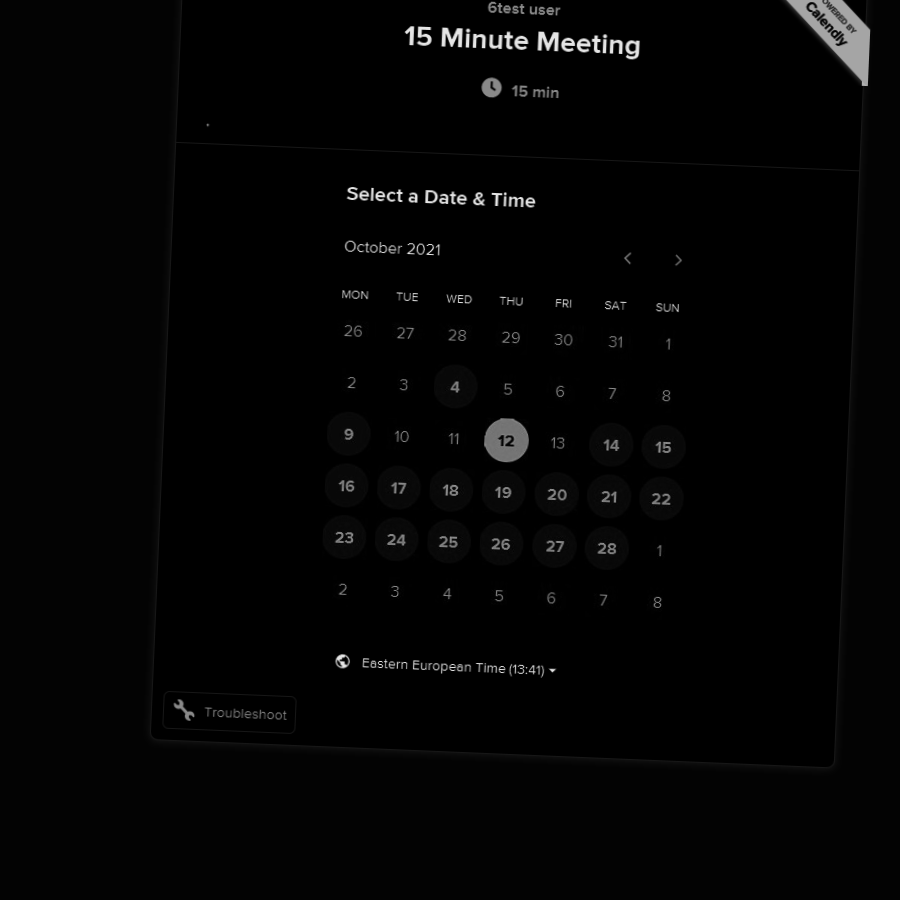 6test user
15 Minute Meeting
15 min
POWERED BY
Calendly
Select a Date & Time
October 2021
MON TUE WED THU FRI SAT SUN
26 27 28 29 30 31 1
2 3 4 5 6 7 8
9 10 11 12 13 14 15
16 17 18 19 20 21 22
23 24 25 26 27 28 1
2 3 4 5 6 7 8
Eastern European Time (13:41)
Troubleshoot